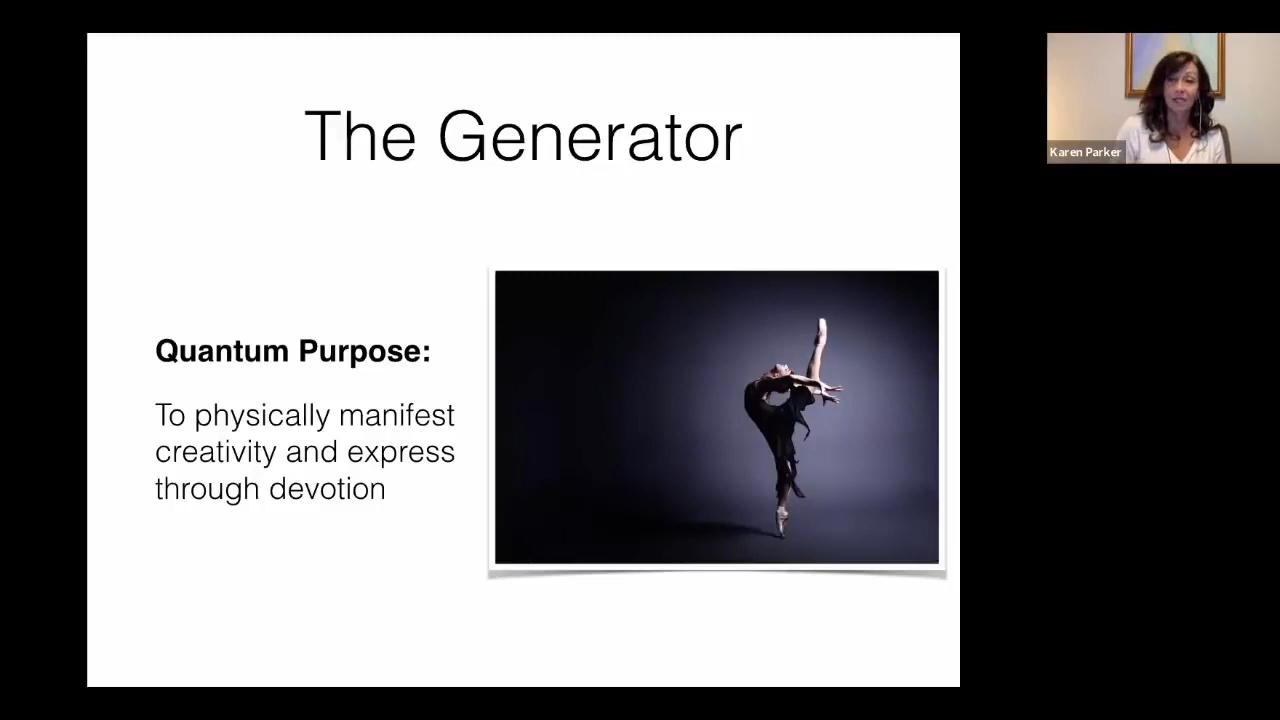 The Generator
Karen Parker
Quantum Purpose:
To physically manifest
creativity and express
through devotion